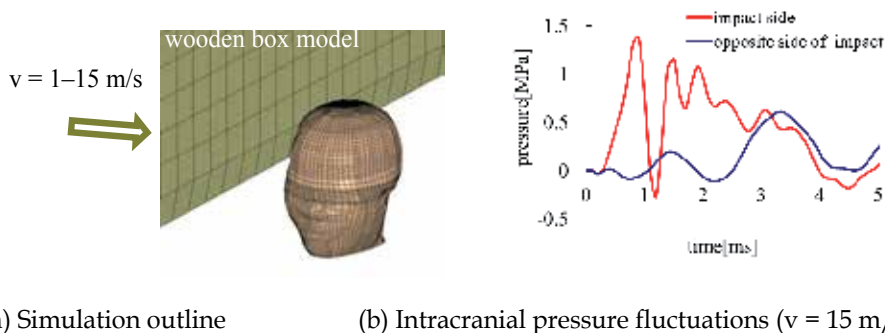 wooden box model
v = 1–15 m/s
impact side
opposite side of impact
pressure[MPa]
1.5
1
0.5
0
-0.5
0 1 2 3 4 5
time[ms]
) Simulation outline
(b) Intracranial pressure fluctuations (v = 15 m